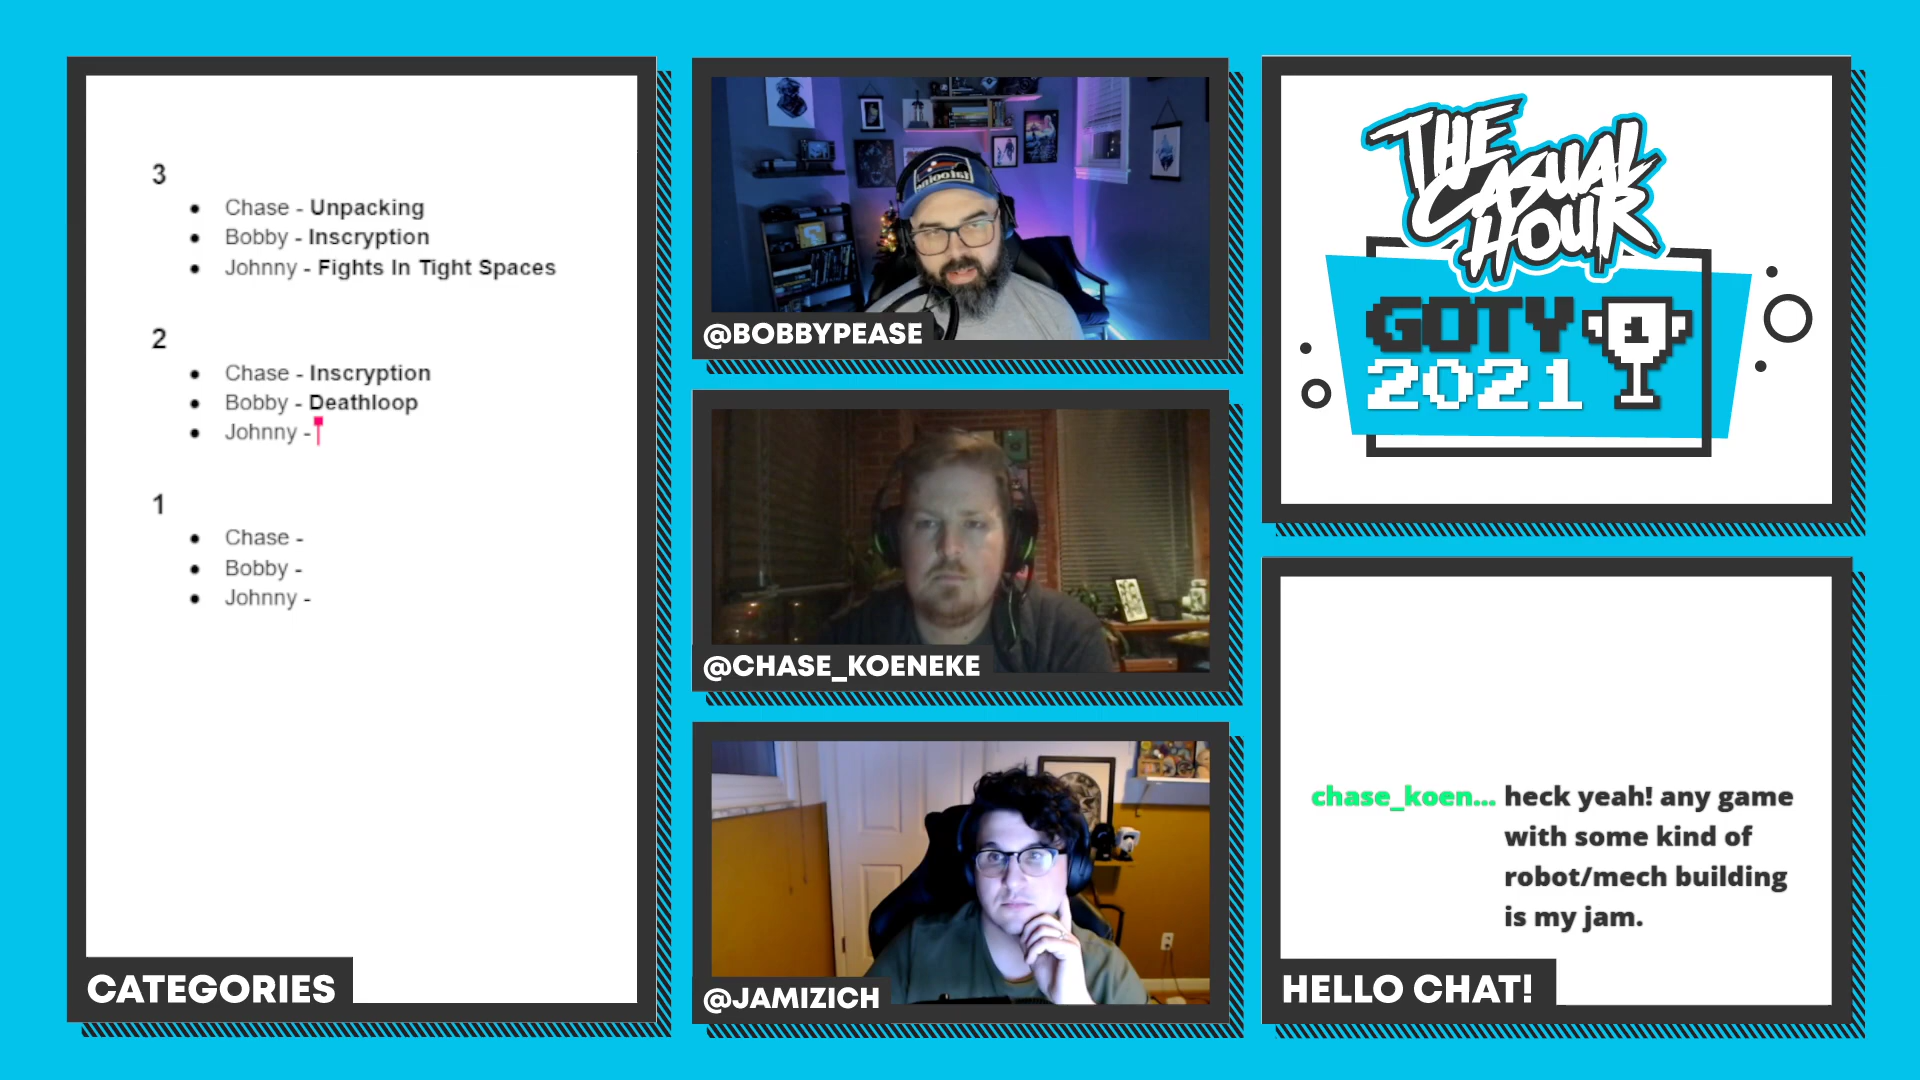 3
Chase - Unpacking
Bobby - Inscryption
Johnny - Fights In Tight Spaces
2
Chase - Inscryption
Bobby - Deathloop
Johnny -
1
Chase -
Bobby -
Johnny -
CATEGORIES
@BOBBYPEASE
@CHASE_KOENEKE
@JAMIZICH
THE
CASUAL
HOUR
GOTY
2021
1
chase_koen... heck yeah! any game
with some kind of
robot/mech building
is my jam.
HELLO CHAT!